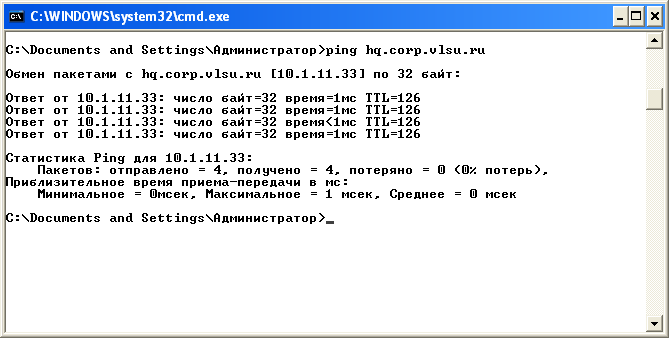 C:\WINDOWS\system32\cmd.exe
C:\Documents and Settings\Администратор>ping hq.corp.vlsu.ru
Обмен пакетами с hq.corp.vlsu.ru [10.1.11.33] по 32 байт:
Ответ от 10.1.11.33: число байт=32 время=1мс TTL=126
Ответ от 10.1.11.33: число байт=32 время=1мс TTL=126
Ответ от 10.1.11.33: число байт=32 время<1мс TTL=126
Ответ от 10.1.11.33: число байт=32 время=1мс TTL=126
Статистика Ping для 10.1.11.33:
Пакетов: отправлено = 4, получено = 4, потеряно = 0 (0% потерь),
Приблизительное время приема-передачи в мс:
Минимальное = 0мсек, Максимальное = 1 мсек, Среднее = 0 мсек
C:\Documents and Settings\Администратор>_